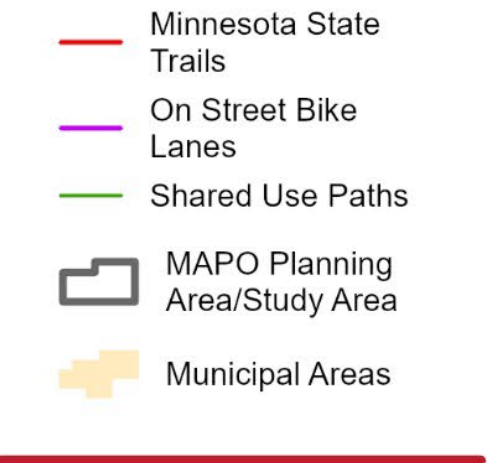 Minnesota State
Trails
On Street Bike
Lanes
Shared Use Paths
MAPO Planning
Area/Study Area
Municipal Areas